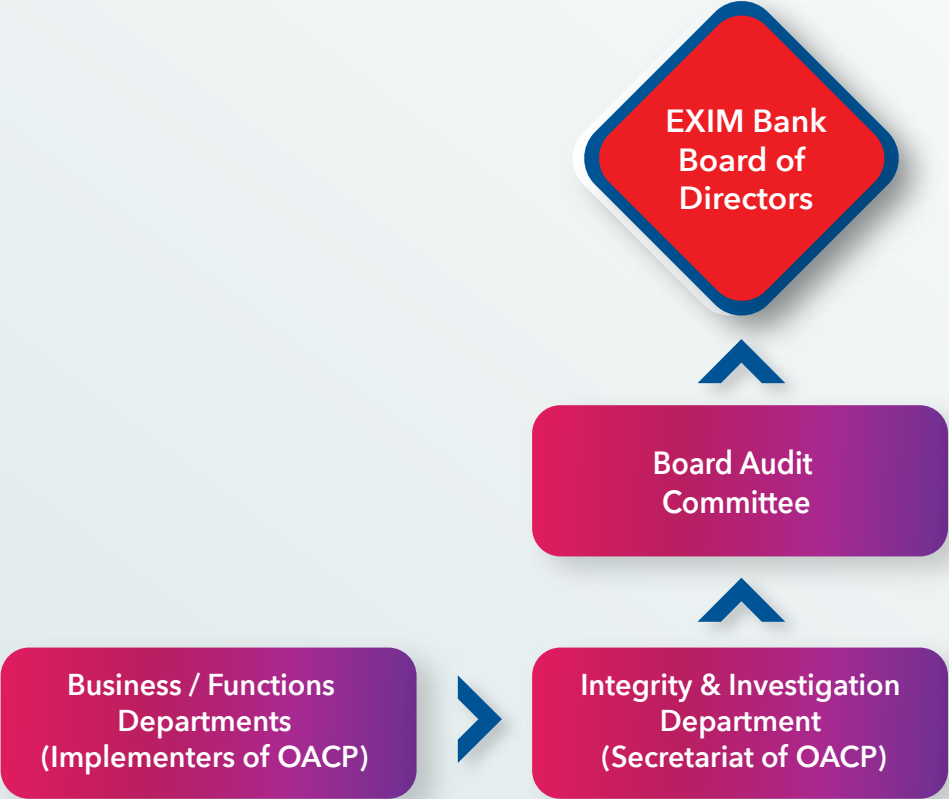 EXIM Bank
Board of
Directors
Board Audit
Committee
Business / Functions
Departments
(Implementers of OACP)
Integrity & Investigation
Department
(Secretariat of OACP)